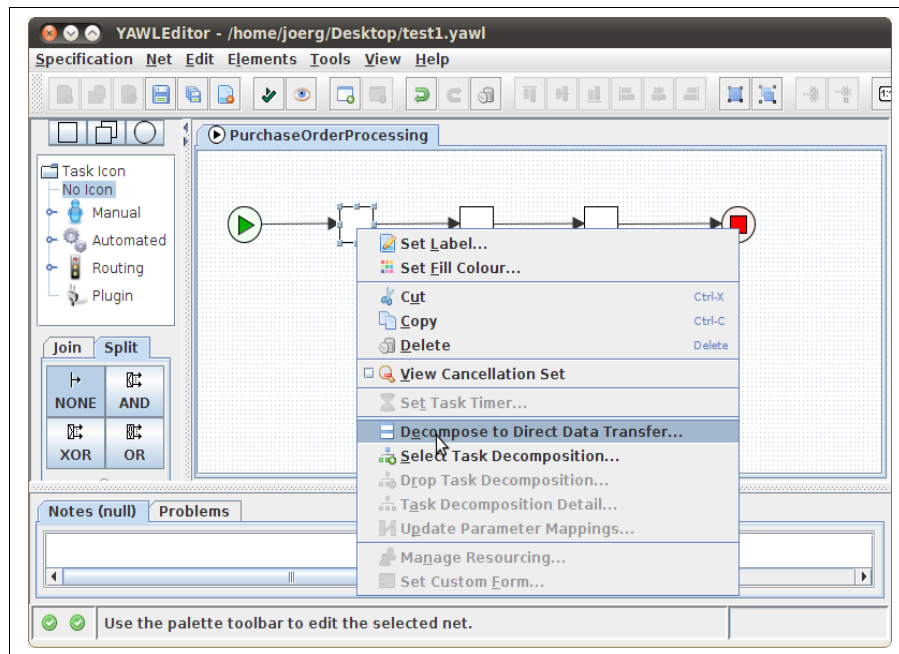 YAWLEditor - /home/joerg/Desktop/test1.yawl
Specification Net Edit Elements Tools View Help
PurchaseOrderProcessing
Task Icon
No Icon
Manual
Automated
Routing
Plugin
Join Split
NONE AND
XOR OR
Set Label...
Set Fill Colour...
Cut Ctrl-X
Copy Ctrl-C
Delete Delete
View Cancellation Set
Set Task Timer...
Decompose to Direct Data Transfer...
Select Task Decomposition...
Drop Task Decomposition...
Task Decomposition Detail...
Update Parameter Mappings...
Manage Resourcing...
Set Custom Form...
Notes (null) Problems
Use the palette toolbar to edit the selected net.